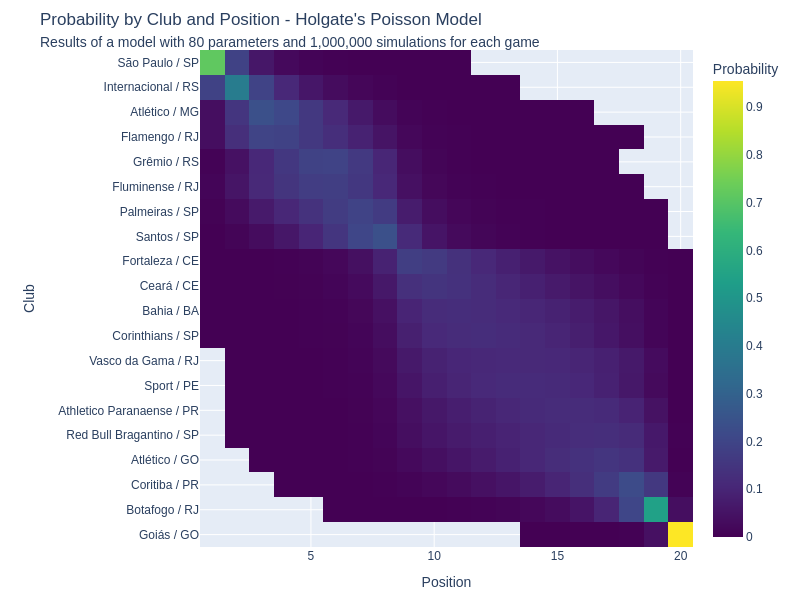 Probability by Club and Position - Holgate's Poisson Model
Results of a model with 80 parameters and 1,000,000 simulations for each game
Probability
São Paulo / SP
Internacional / RS
Atlético / MG
Flamengo / RJ
Grêmio / RS
Fluminense / RJ
Palmeiras / SP
Santos / SP
Fortaleza / CE
Ceará / CE
Bahia / BA
Corinthians / SP
Vasco da Gama / RJ
Sport / PE
Athletico Paranaense / PR
Red Bull Bragantino / SP
Atlético / GO
Coritiba / PR
Botafogo / RJ
Goiás / GO
Club
5
10
15
20
Position
0.9
0.8
0.7
0.6
0.5
0.4
0.3
0.2
0.1
0